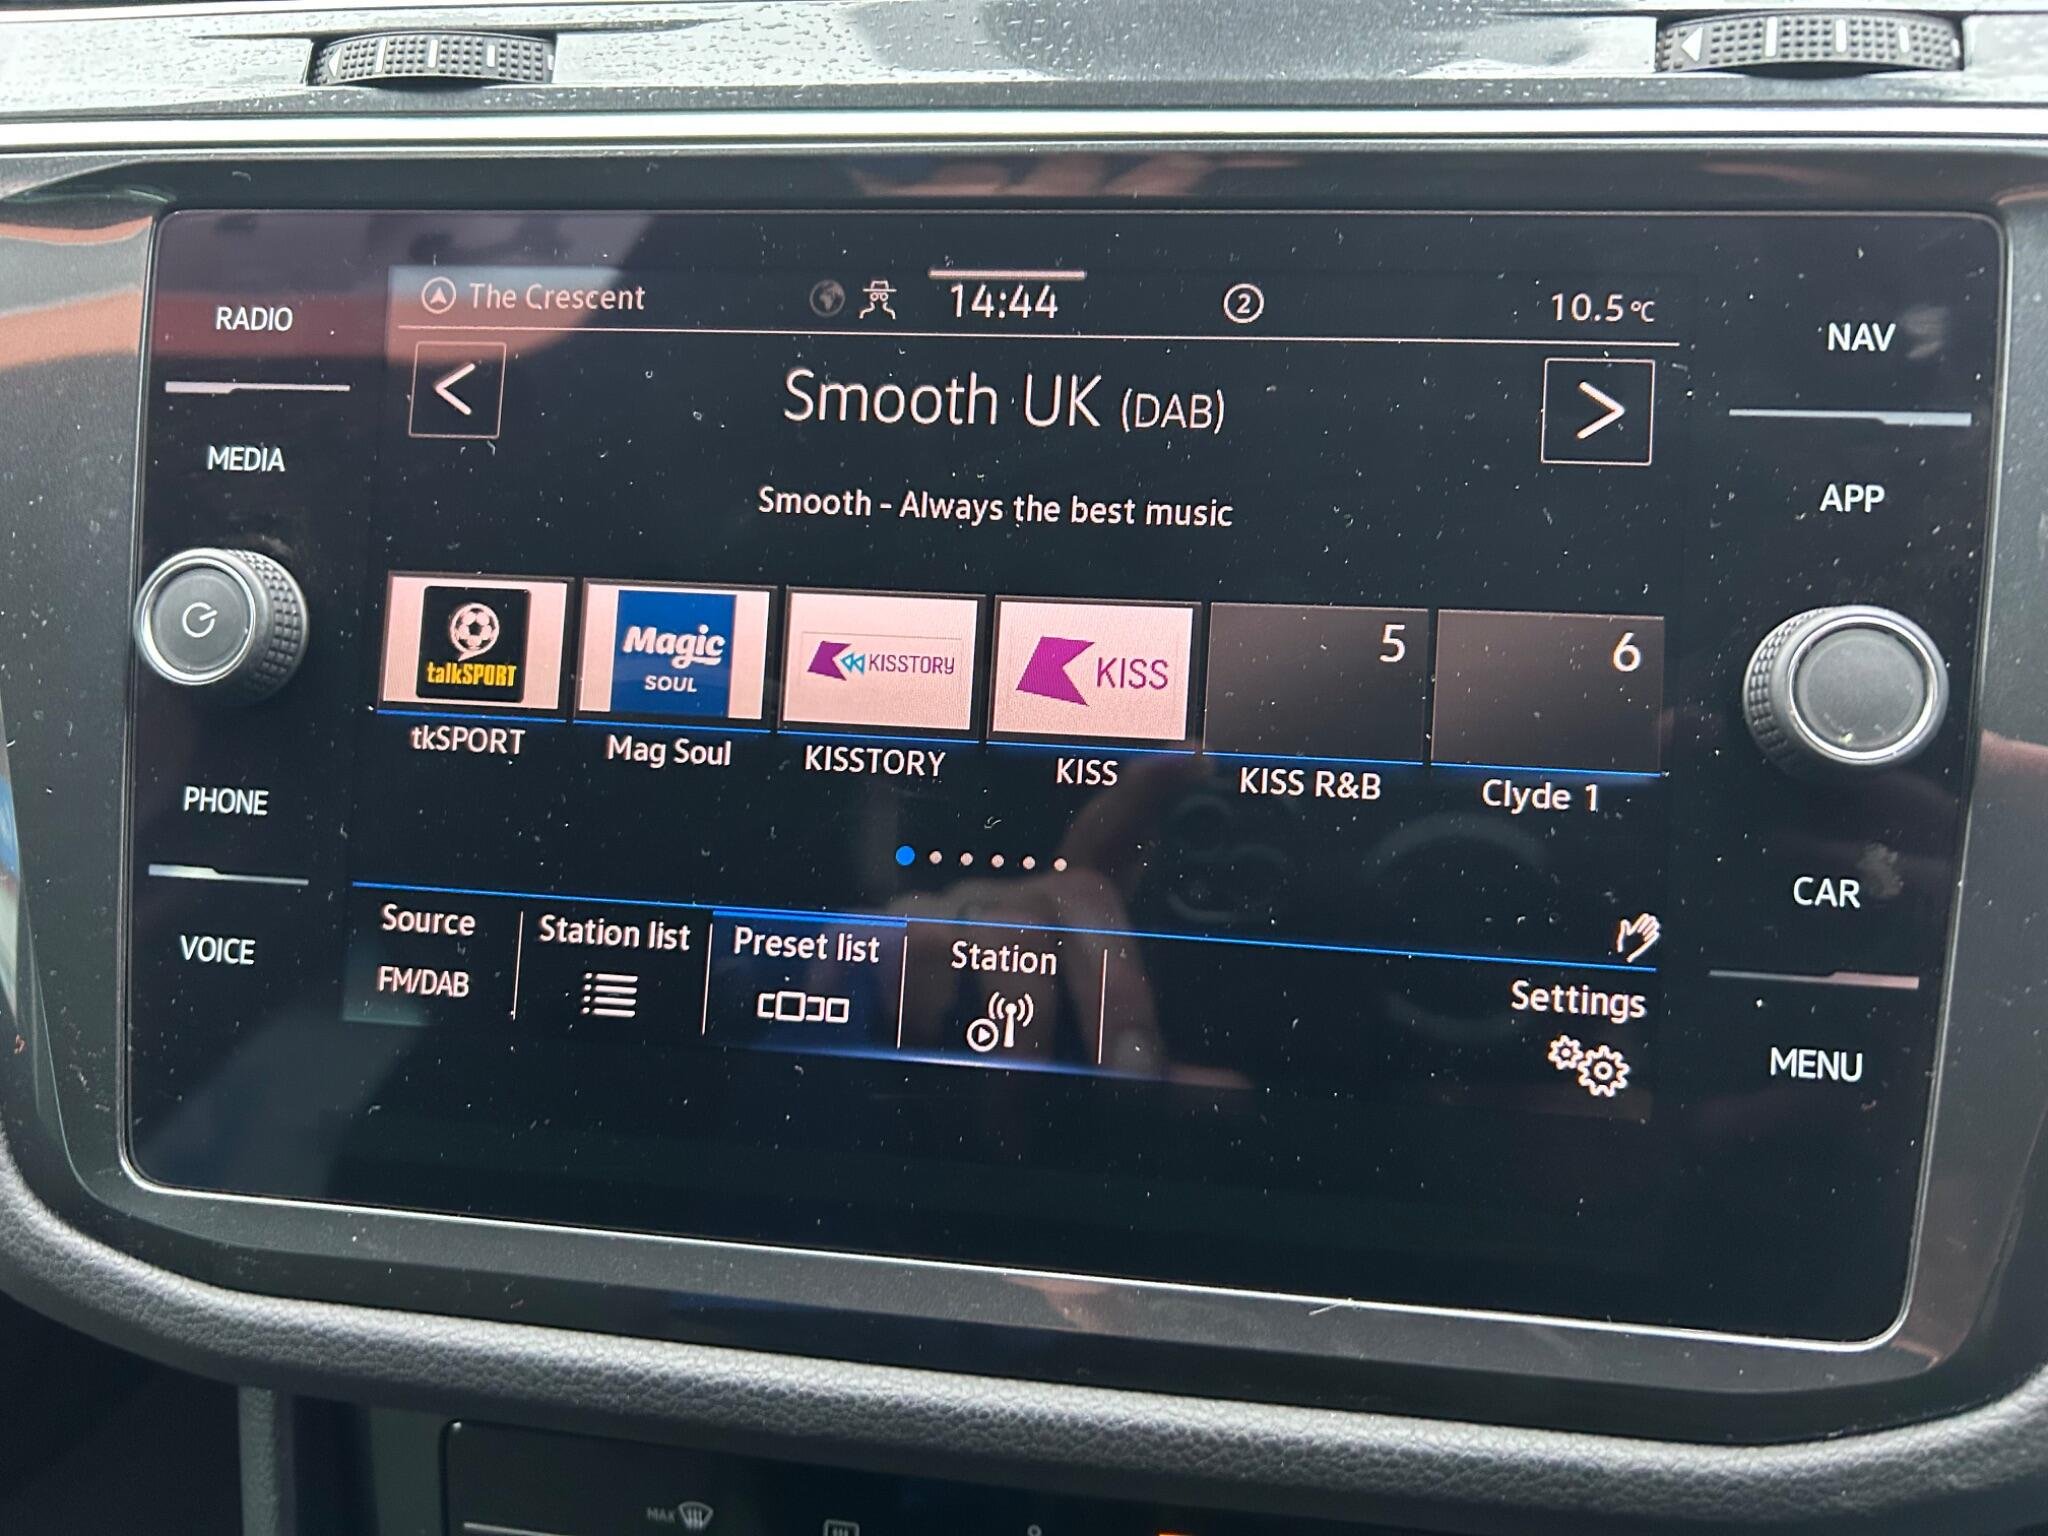 The Crescent
14:44
2
10.5°C
RADIO
MEDIA
PHONE
VOICE
NAV
APP
CAR
MENU
Smooth UK (DAB)
Smooth - Always the best music
talkSPORT
Magic
SOUL
KISSTORY
KISS
5
6
tkSPORT
Mag Soul
KISSTORY
KISS
KISS R&B
Clyde 1
Source
FM/DAB
Station list
Preset list
Station
Settings
MAX